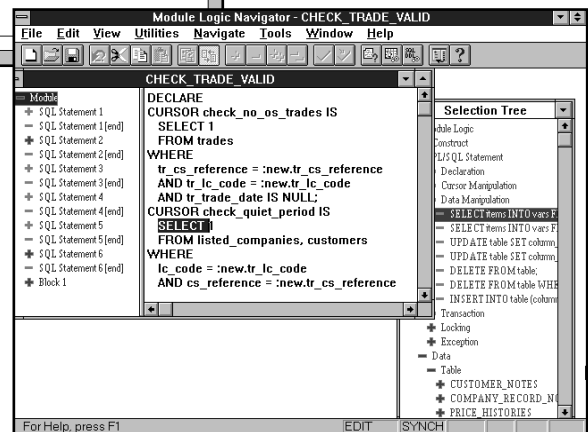 Module Logic Navigator - CHECK_TRADE_VALID
File Edit View Utilities Navigate Tools Window Help
CHECK_TRADE_VALID
Module
SQL Statement 1
SQL Statement 1[end]
SQL Statement 2
SQL Statement 2[end]
SQL Statement 3
SQL Statement 3[end]
SQL Statement 4
SQL Statement 4[end]
SQL Statement 5
SQL Statement 5[end]
SQL Statement 6
SQL Statement 6[end]
Block 1
DECLARE
CURSOR check_no_os_trades IS
SELECT 1
FROM trades
WHERE
tr_cs_reference = :new.tr_cs_reference
AND tr_lc_code = :new.tr_lc_code
AND tr_trade_date IS NULL;
CURSOR check_quiet_period IS
SELECT 1
FROM listed_companies, customers
WHERE
lc_code = :new.tr_lc_code
AND cs_reference = :new.tr_cs_reference
Selection Tree
Module Logic
Construct
PL/SQL Statement
Declaration
Cursor Manipulation
Data Manipulation
SELECT items INTO vars F
SELECT items INTO vars F
UPDATE table SET column_
UPDATE table SET column_
DELETE FROM table;
DELETE FROM table WHE
INSERT INTO table (column
Transaction
Locking
Exception
Data
Table
CUSTOMER_NOTES
COMPANY_RECORD_NO
PRICE_HISTORIES
For Help, press F1
EDIT
SYNCH